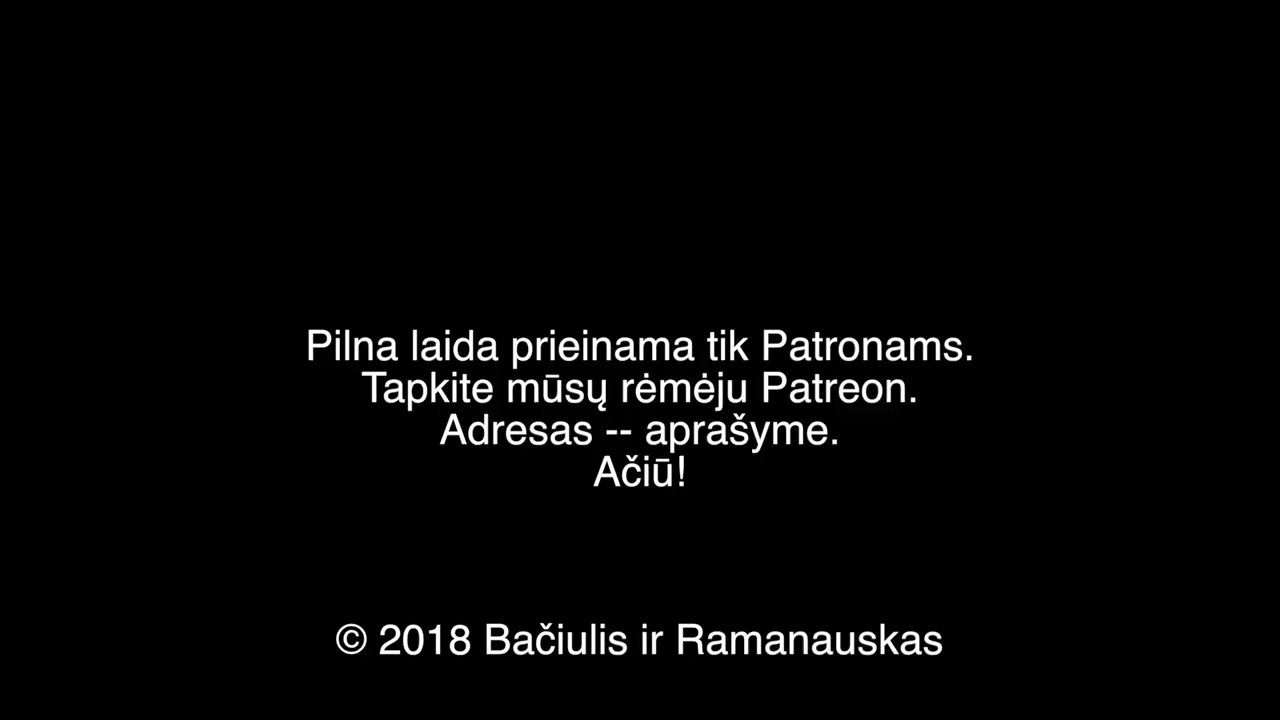 Pilna laida prieinama tik Patronams.
Tapkite mūsų rėmėju Patreon.
Adresas -- aprašyme.
Ačiū!
© 2018 Bačiulis ir Ramanauskas